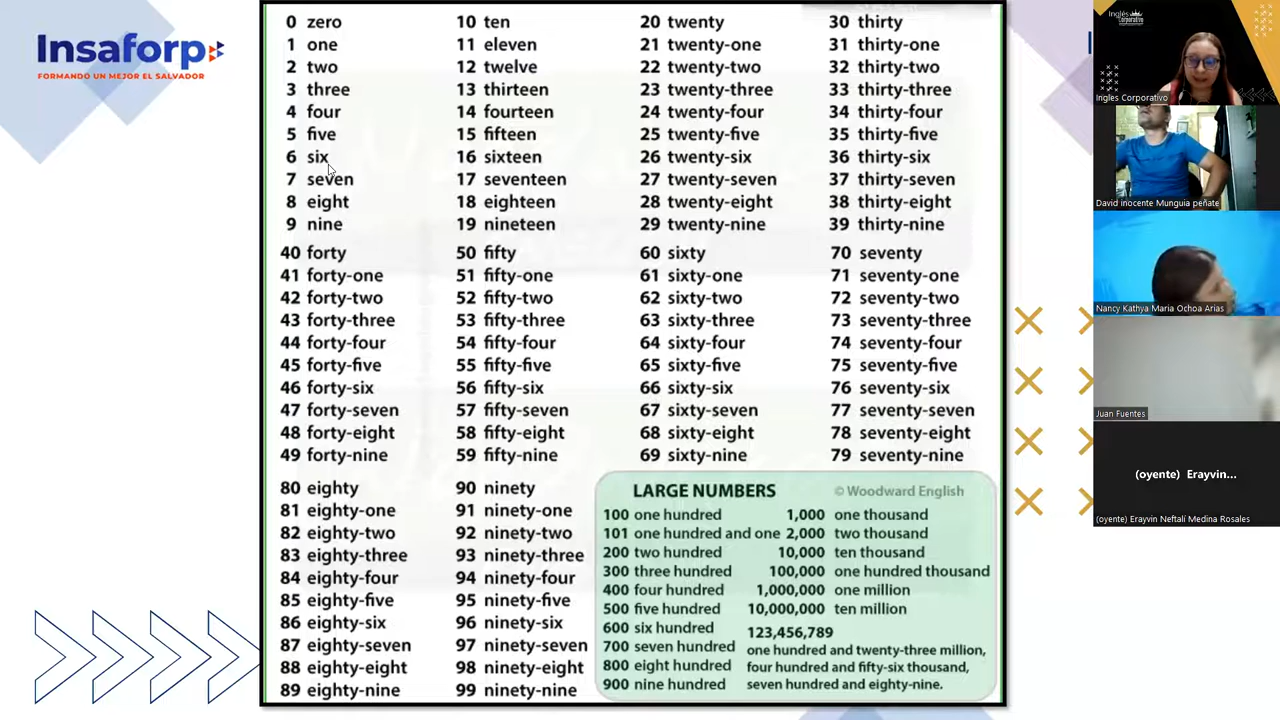 Insaforp
FORMANDO UN MEJOR EL SALVADOR
0 zero
1 one
2 two
3 three
4 four
5 five
6 six
7 seven
8 eight
9 nine
10 ten
11 eleven
12 twelve
13 thirteen
14 fourteen
15 fifteen
16 sixteen
17 seventeen
18 eighteen
19 nineteen
20 twenty
21 twenty-one
22 twenty-two
23 twenty-three
24 twenty-four
25 twenty-five
26 twenty-six
27 twenty-seven
28 twenty-eight
29 twenty-nine
30 thirty
31 thirty-one
32 thirty-two
33 thirty-three
34 thirty-four
35 thirty-five
36 thirty-six
37 thirty-seven
38 thirty-eight
39 thirty-nine
40 forty
41 forty-one
42 forty-two
43 forty-three
44 forty-four
45 forty-five
46 forty-six
47 forty-seven
48 forty-eight
49 forty-nine
50 fifty
51 fifty-one
52 fifty-two
53 fifty-three
54 fifty-four
55 fifty-five
56 fifty-six
57 fifty-seven
58 fifty-eight
59 fifty-nine
60 sixty
61 sixty-one
62 sixty-two
63 sixty-three
64 sixty-four
65 sixty-five
66 sixty-six
67 sixty-seven
68 sixty-eight
69 sixty-nine
70 seventy
71 seventy-one
72 seventy-two
73 seventy-three
74 seventy-four
75 seventy-five
76 seventy-six
77 seventy-seven
78 seventy-eight
79 seventy-nine
80 eighty
81 eighty-one
82 eighty-two
83 eighty-three
84 eighty-four
85 eighty-five
86 eighty-six
87 eighty-seven
88 eighty-eight
89 eighty-nine
90 ninety
91 ninety-one
92 ninety-two
93 ninety-three
94 ninety-four
95 ninety-five
96 ninety-six
97 ninety-seven
98 ninety-eight
99 ninety-nine
LARGE NUMBERS © Woodward English
100 one hundred
101 one hundred and one
200 two hundred
300 three hundred
400 four hundred
500 five hundred
600 six hundred
700 seven hundred
800 eight hundred
900 nine hundred
1,000 one thousand
2,000 two thousand
10,000 ten thousand
100,000 one hundred thousand
1,000,000 one million
10,000,000 ten million
123,456,789
one hundred and twenty-three million,
four hundred and fifty-six thousand,
seven hundred and eighty-nine.
Inglés
Corporativo
Ingles Corporativo
David inocente Munguia peñate
Nancy Kathya Maria Ochoa Arias
Juan Fuentes
(oyente) Erayvin...
(oyente) Erayvin Neftalí Medina Rosales